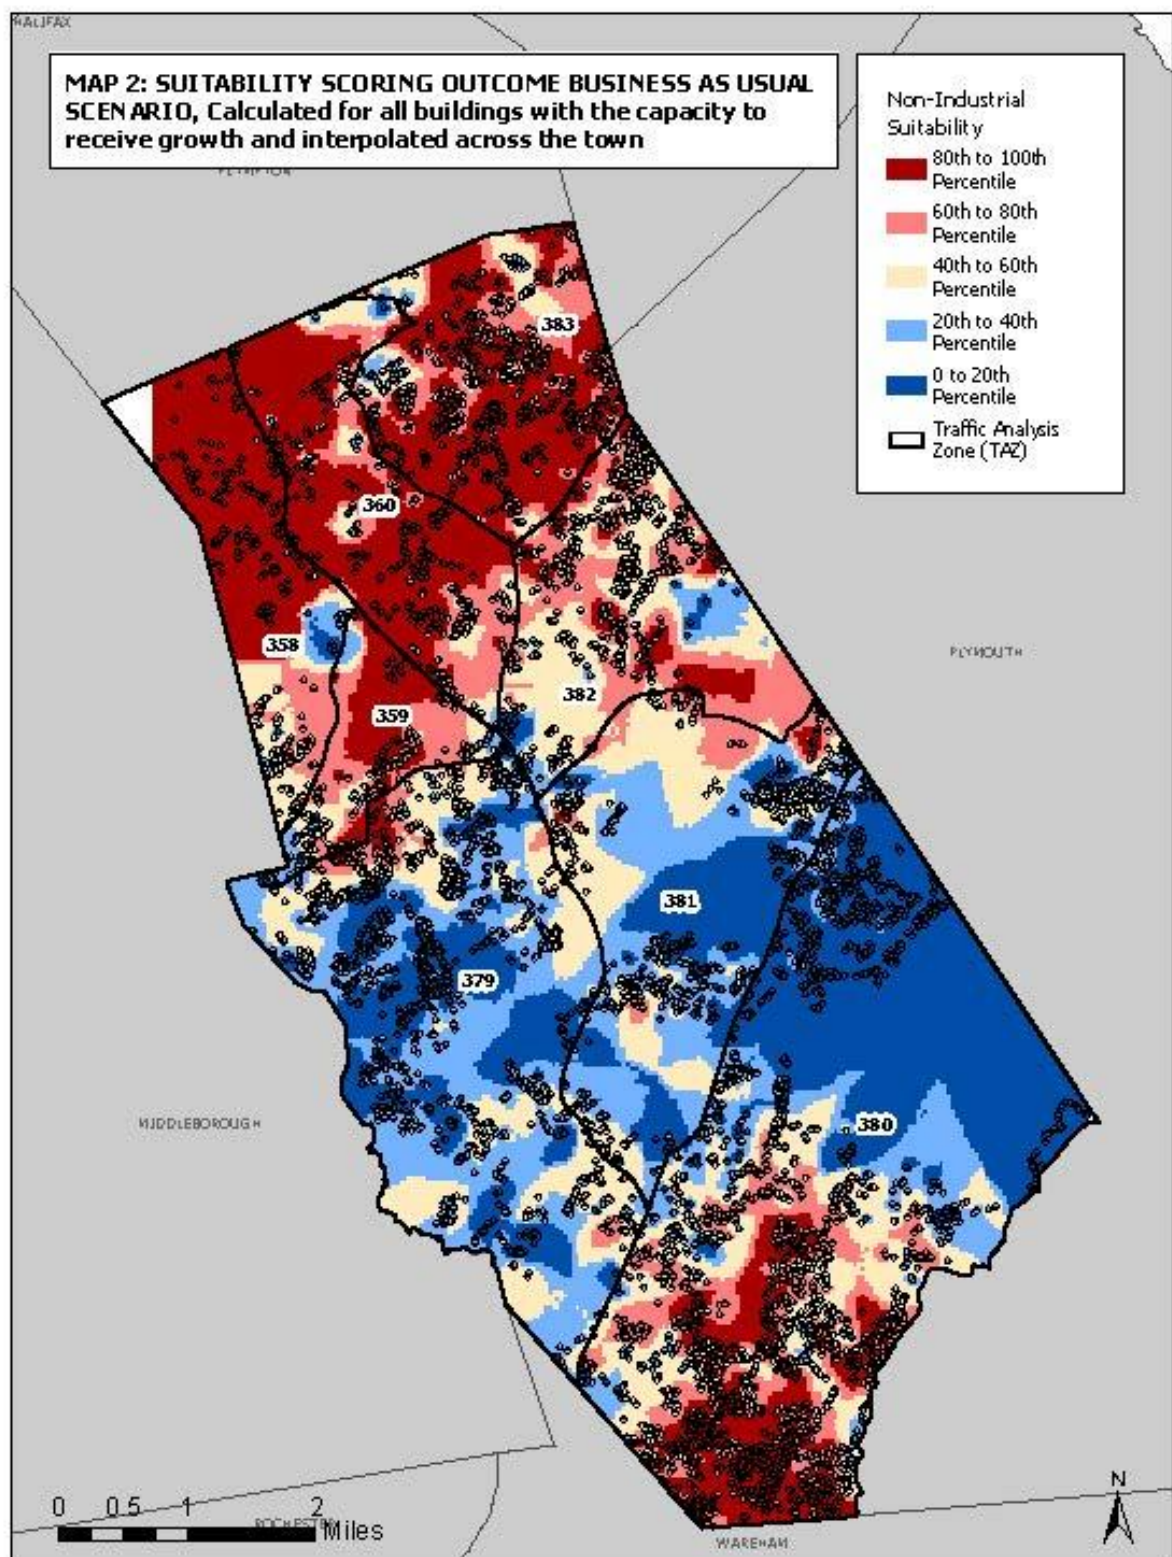 HALIFAX
MAP 2: SUITABILITY SCORING OUTCOME BUSINESS AS USUAL
SCENARIO, Calculated for all buildings with the capacity to
receive growth and interpolated across the town
PLYMPTON
Non-Industrial
Suitability
80th to 100th
Percentile
60th to 80th
Percentile
40th to 60th
Percentile
20th to 40th
Percentile
0 to 20th
Percentile
Traffic Analysis
Zone (TAZ)
383
360
358
PLYMOUTH
382
359
381
379
MIDDLEBOROUGH
380
N
0 0.5 1 2
Miles
ROCHESTER
WAREHAM